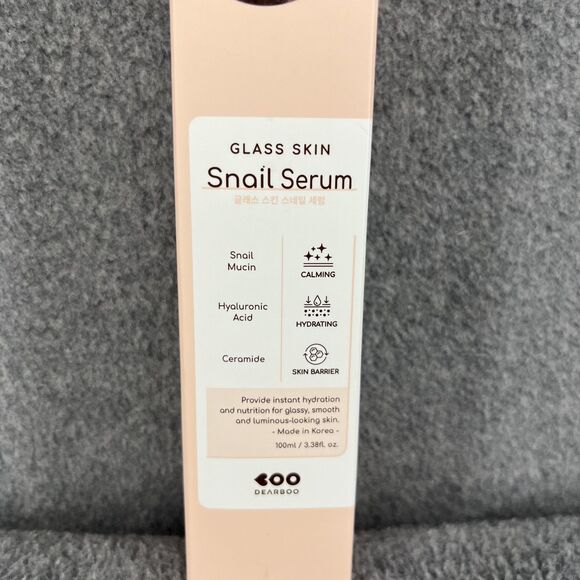 GLASS SKIN
Snail Serum
글래스 스킨 스네일 세럼
Snail
Mucin
CALMING
Hyaluronic
Acid
HYDRATING
Ceramide
SKIN BARRIER
Provide instant hydration
and nutrition for glassy, smooth
and luminous-looking skin.
- Made in Korea -
100ml / 3.38fl. oz.
BOO
DEARBOO